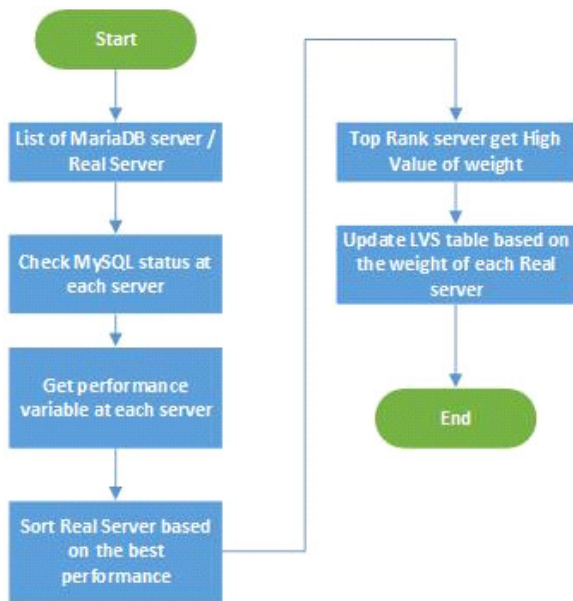 Start
List of MariaDB server /
Real Server
Check MySQL status at
each server
Get performance
variable at each server
Sort Real Server based
on the best
performance
Top Rank server get High
Value of weight
Update LVS table based on
the weight of each Real
server
End